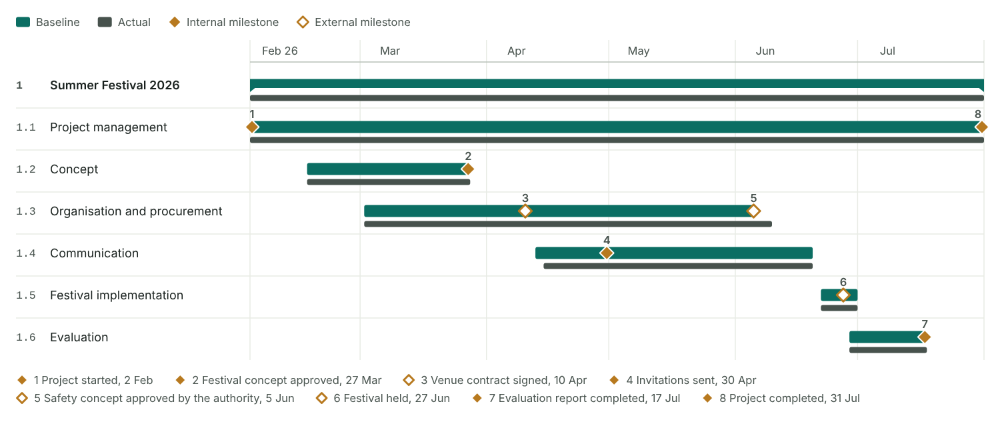 Baseline Actual Internal milestone External milestone
Feb 26 Mar Apr May Jun Jul
1 Summer Festival 2026
1 8
1.1 Project management
2
1.2 Concept
3 5
1.3 Organisation and procurement
4
1.4 Communication
6
1.5 Festival implementation
7
1.6 Evaluation
1 Project started, 2 Feb 2 Festival concept approved, 27 Mar 3 Venue contract signed, 10 Apr 4 Invitations sent, 30 Apr
5 Safety concept approved by the authority, 5 Jun 6 Festival held, 27 Jun 7 Evaluation report completed, 17 Jul 8 Project completed, 31 Jul